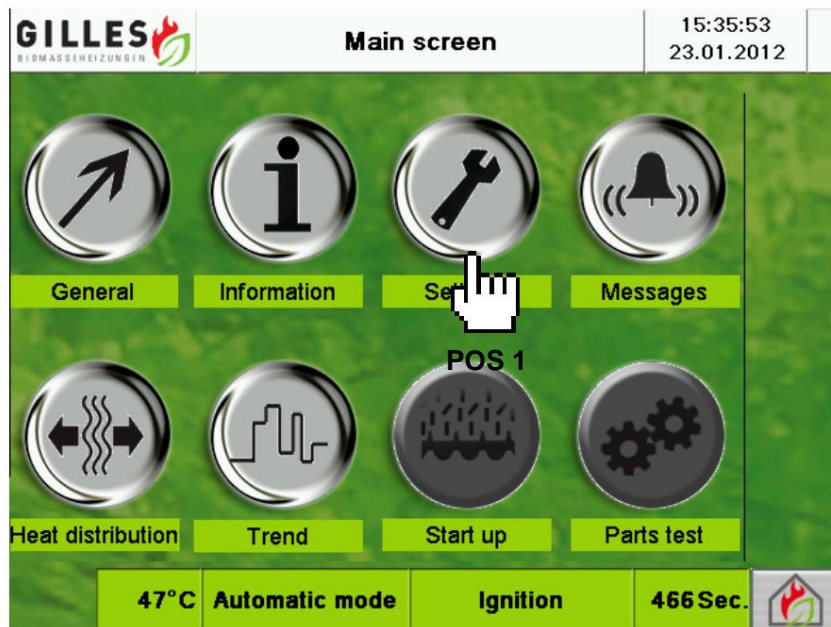 GILLES
BIOMASSEHEIZUNGEN
Main screen
15:35:53
23.01.2012
General
Information
Se
Messages
POS 1
Heat distribution
Trend
Start up
Parts test
47°C
Automatic mode
Ignition
466 Sec.